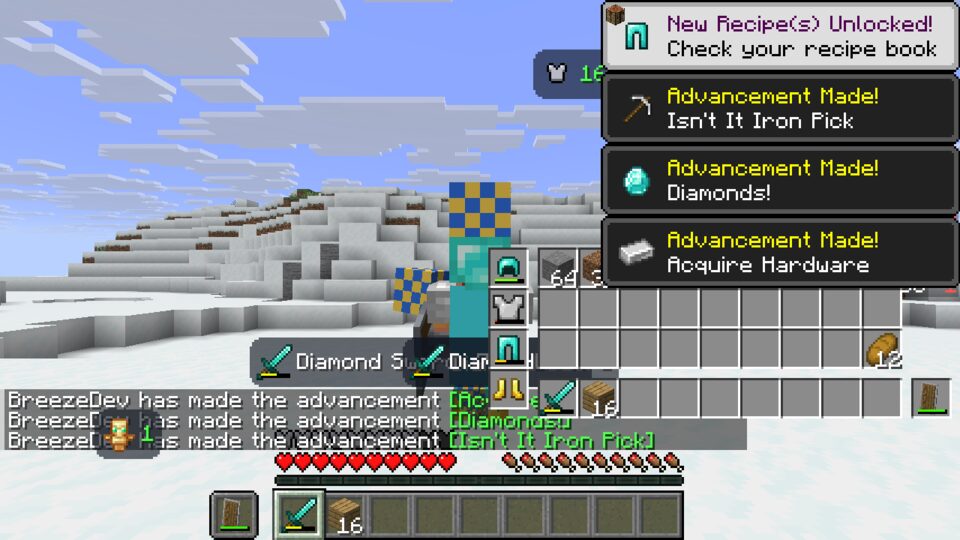 New Recipe(s) Unlocked!
Check your recipe book
16
Advancement Made!
Isn't It Iron Pick
Advancement Made!
Diamonds!
Advancement Made!
Acquire Hardware
64
12
Diamond
16
BreezeDev has made the advancement
BreezeDev has made the advancement [Diamonds!]
has made the advancement [Isn't It Iron Pick]
1
16